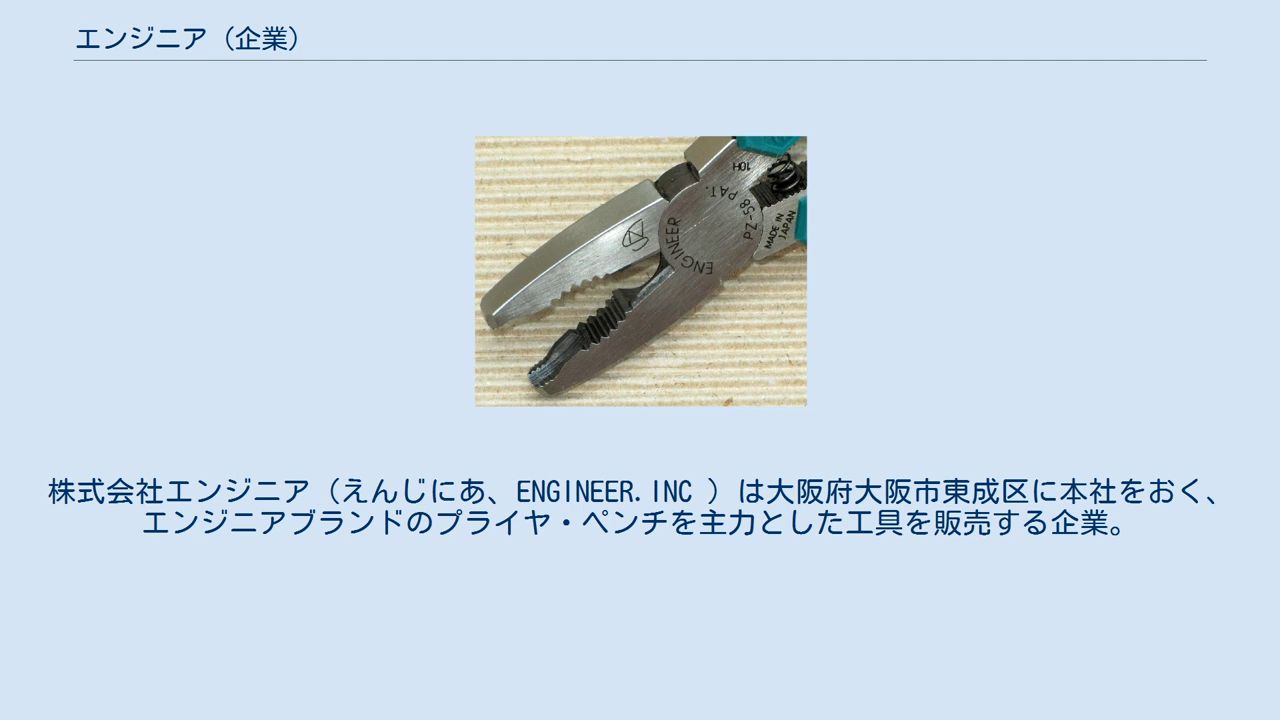 エンジニア（企業）
10H
PZ-58 PAT.
ENGINEER
MADE IN
JAPAN
株式会社エンジニア（えんじにあ、ENGINEER.INC ）は大阪府大阪市東成区に本社をおく、
エンジニアブランドのプライヤ・ペンチを主力とした工具を販売する企業。